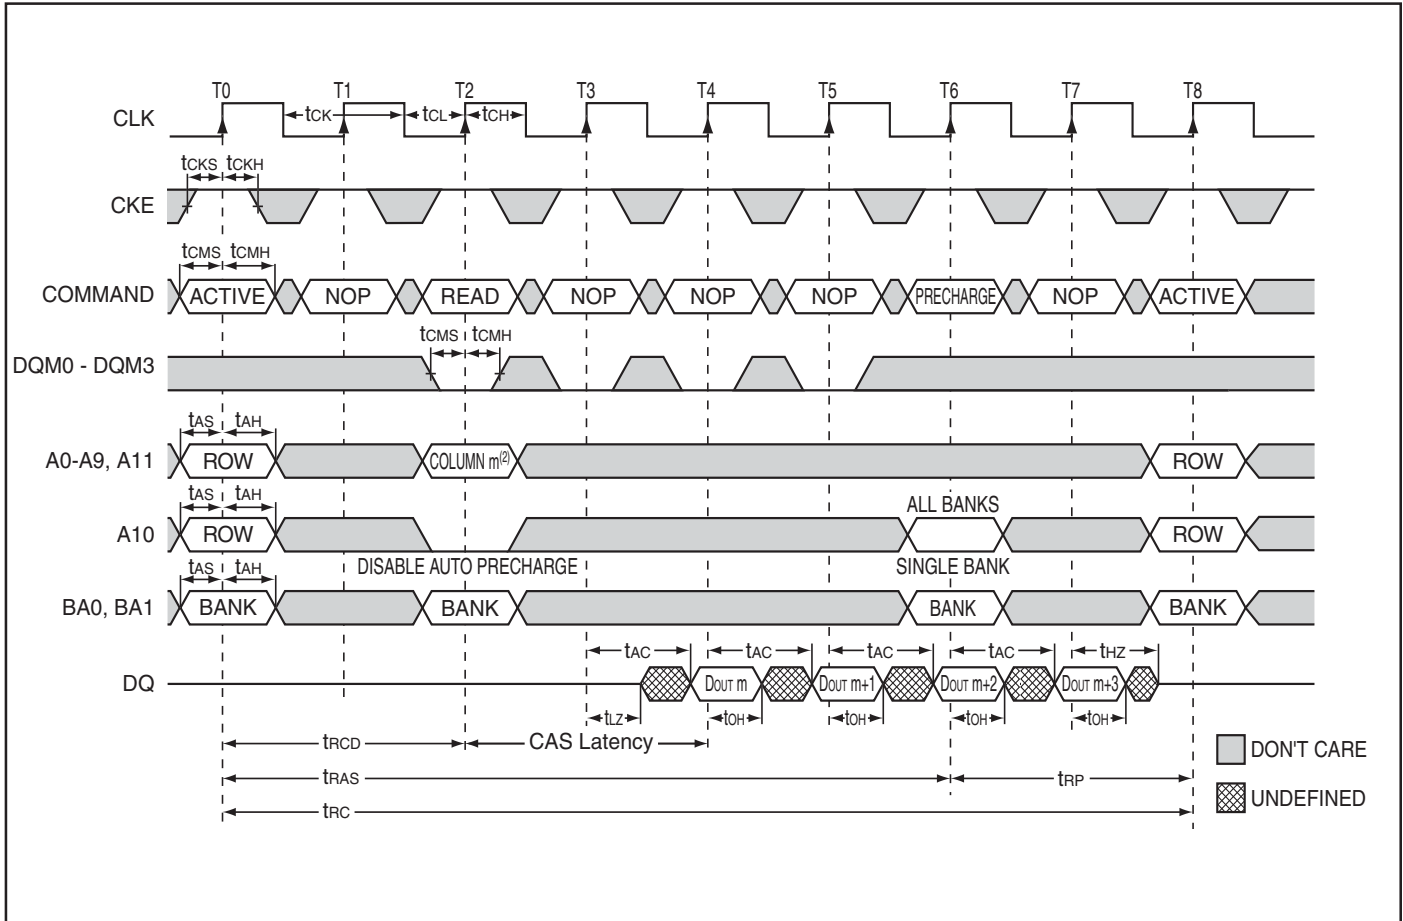 T0 T1 T2 T3 T4 T5 T6 T7 T8
CLK tCK tCL tCH
tCKS tCKH
CKE
tCMS tCMH
COMMAND ACTIVE NOP READ NOP NOP NOP PRECHARGE NOP ACTIVE
tCMS tCMH
DQM0 - DQM3
tAS tAH
A0-A9, A11 ROW COLUMN m(2) ROW
tAS tAH ALL BANKS
A10 ROW ROW
tAS tAH DISABLE AUTO PRECHARGE SINGLE BANK
BA0, BA1 BANK BANK BANK BANK
tAC tAC tAC tAC tHZ
DQ DOUT m DOUT m+1 DOUT m+2 DOUT m+3
tLZ tOH tOH tOH tOH
tRCD CAS Latency
DON'T CARE
tRAS tRP
UNDEFINED
tRC